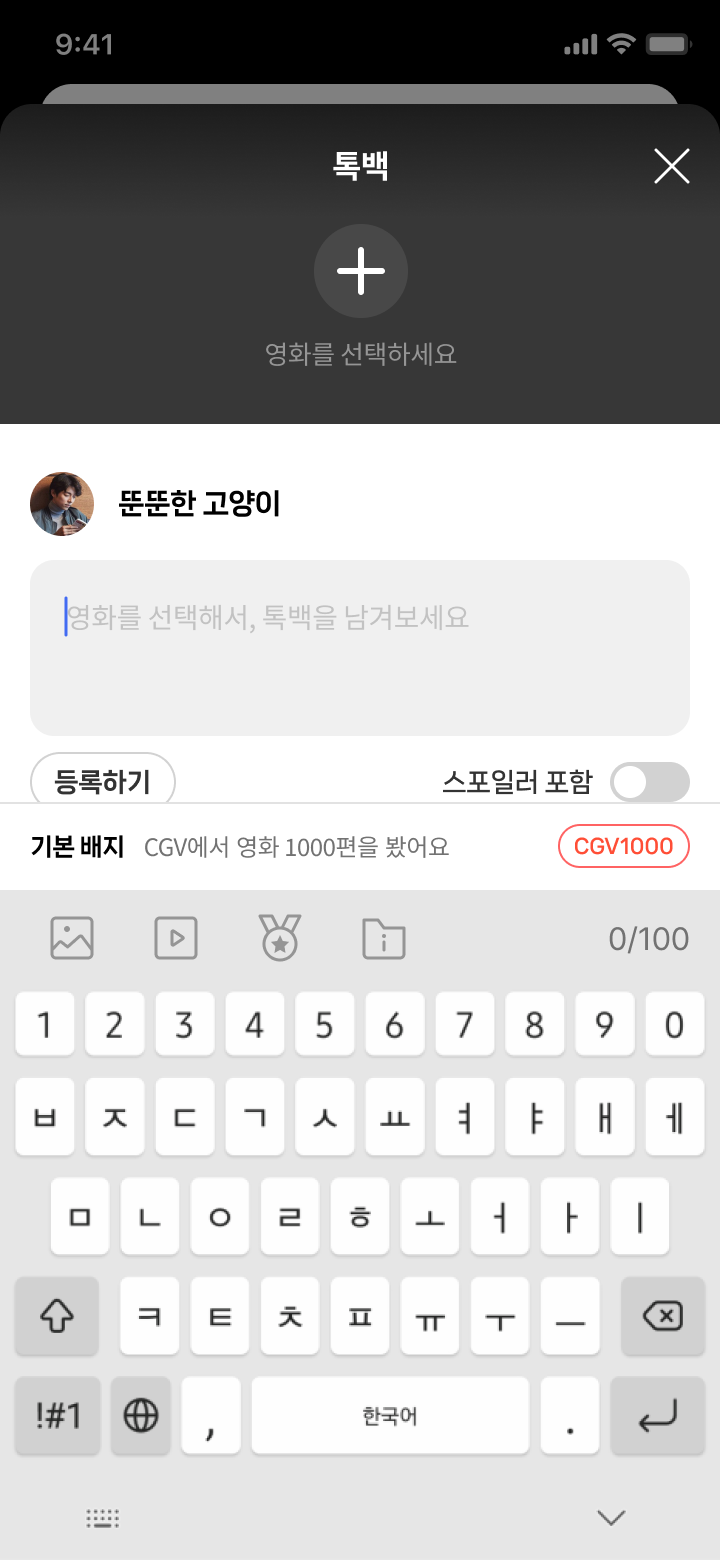 9:41
톡백
영화를 선택하세요
뚠뚠한 고양이
영화를 선택해서, 톡백을 남겨보세요
등록하기 스포일러 포함
기본 배지 CGV에서 영화 1000편을 봤어요 CGV1000
0/100
1 2 3 4 5 6 7 8 9 0
ㅂ ㅈ ㄷ ㄱ ㅅ ㅛ ㅕ ㅑ ㅐ ㅔ
ㅁ ㄴ ㅇ ㄹ ㅎ ㅗ ㅓ ㅏ ㅣ
ㅋ ㅌ ㅊ ㅍ ㅠ ㅜ ㅡ
!#1 , 한국어 .